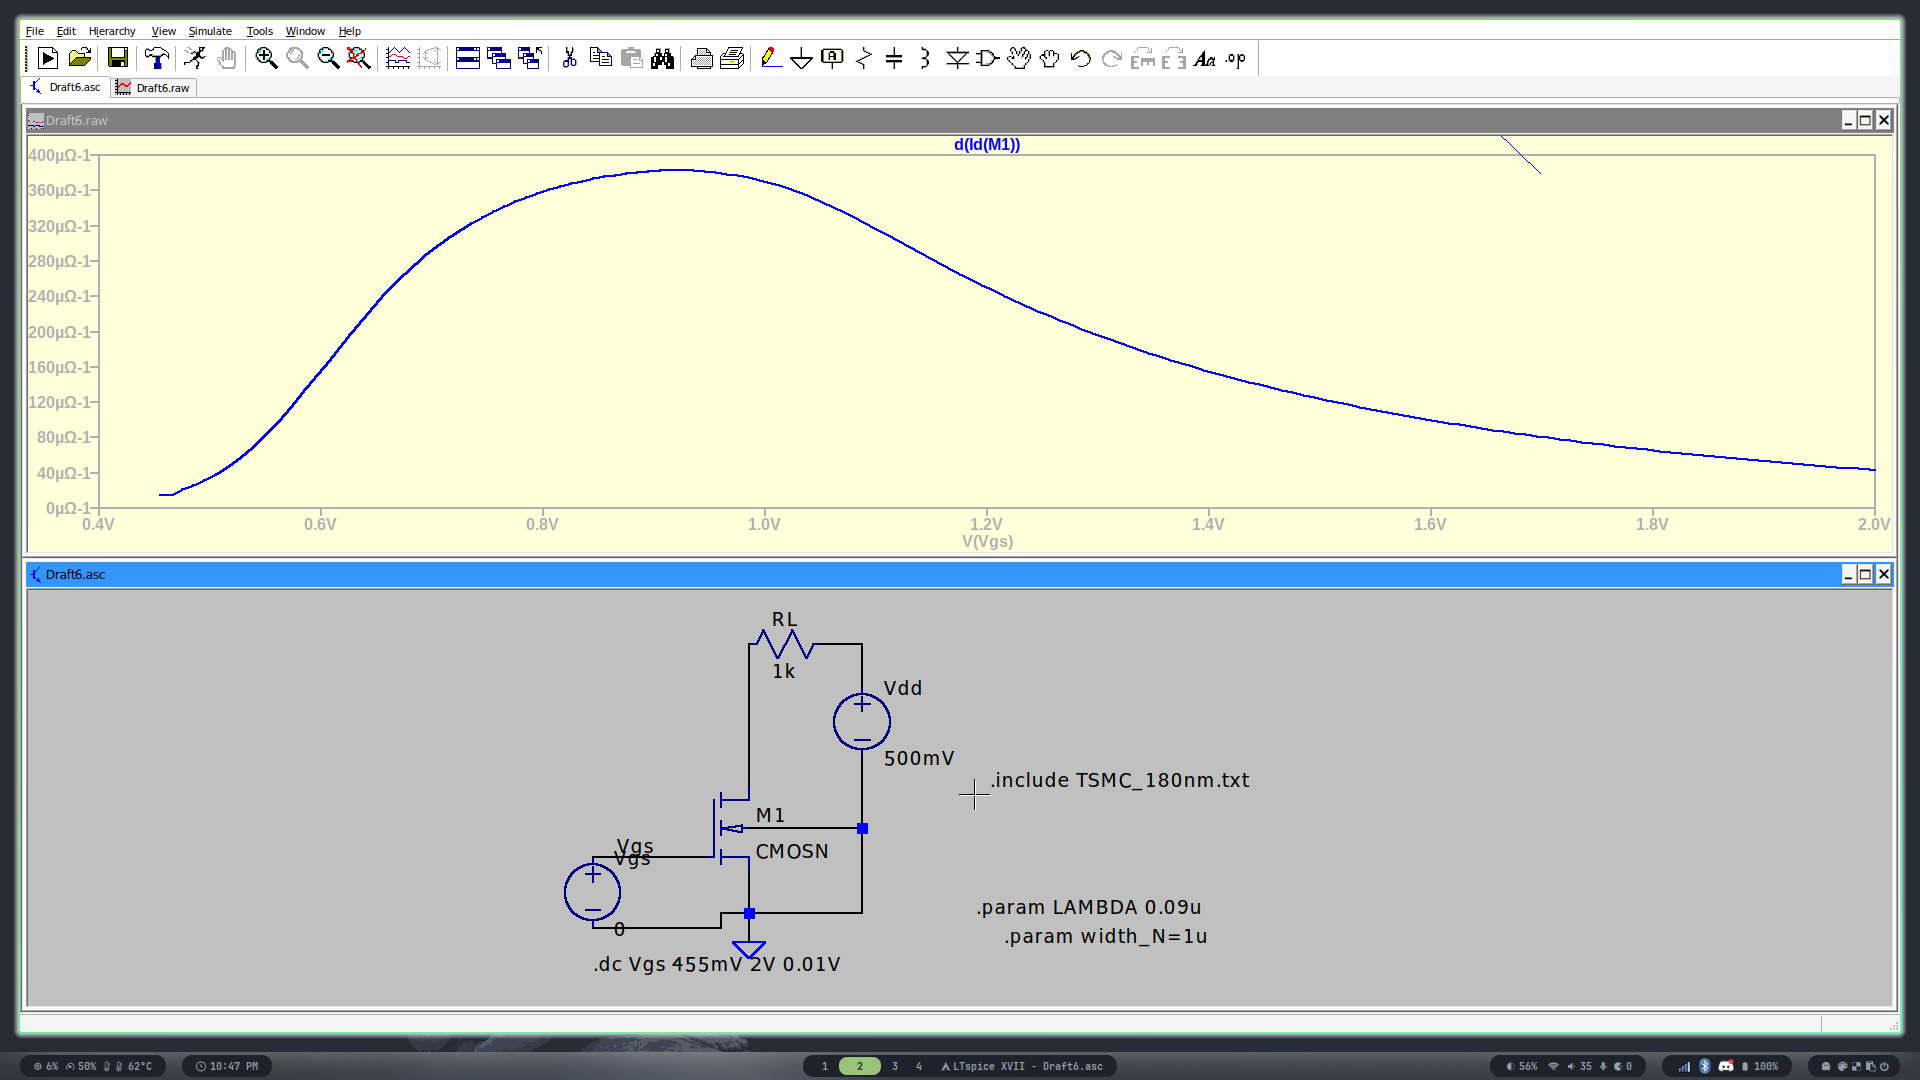 File Edit Hierarchy View Simulate Tools Window Help
.op
Draft6.asc Draft6.raw
Draft6.raw
d(Id(M1))
400µΩ-1
360µΩ-1
320µΩ-1
280µΩ-1
240µΩ-1
200µΩ-1
160µΩ-1
120µΩ-1
80µΩ-1
40µΩ-1
0µΩ-1
0.4V 0.6V 0.8V 1.0V 1.2V 1.4V 1.6V 1.8V 2.0V
V(Vgs)
Draft6.asc
RL
1k
Vdd
500mV
.include TSMC_180nm.txt
M1
Vgs
Vgs
CMOSN
.param LAMBDA 0.09u
0
.param width_N=1u
.dc Vgs 455mV 2V 0.01V
6% 50% 62°C 10:47 PM 1 2 3 4 LTspice XVII - Draft6.asc 56% 35 0 100%